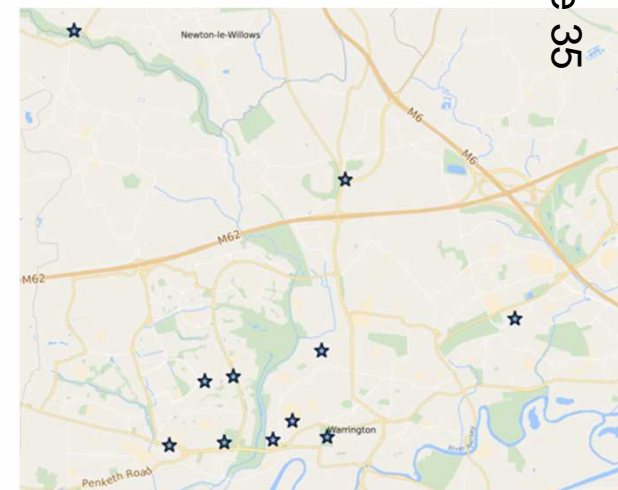 e 35
Newton-le-Willows
M6
M6
M62
M62
Warrington
River Mersey
Penketh Road